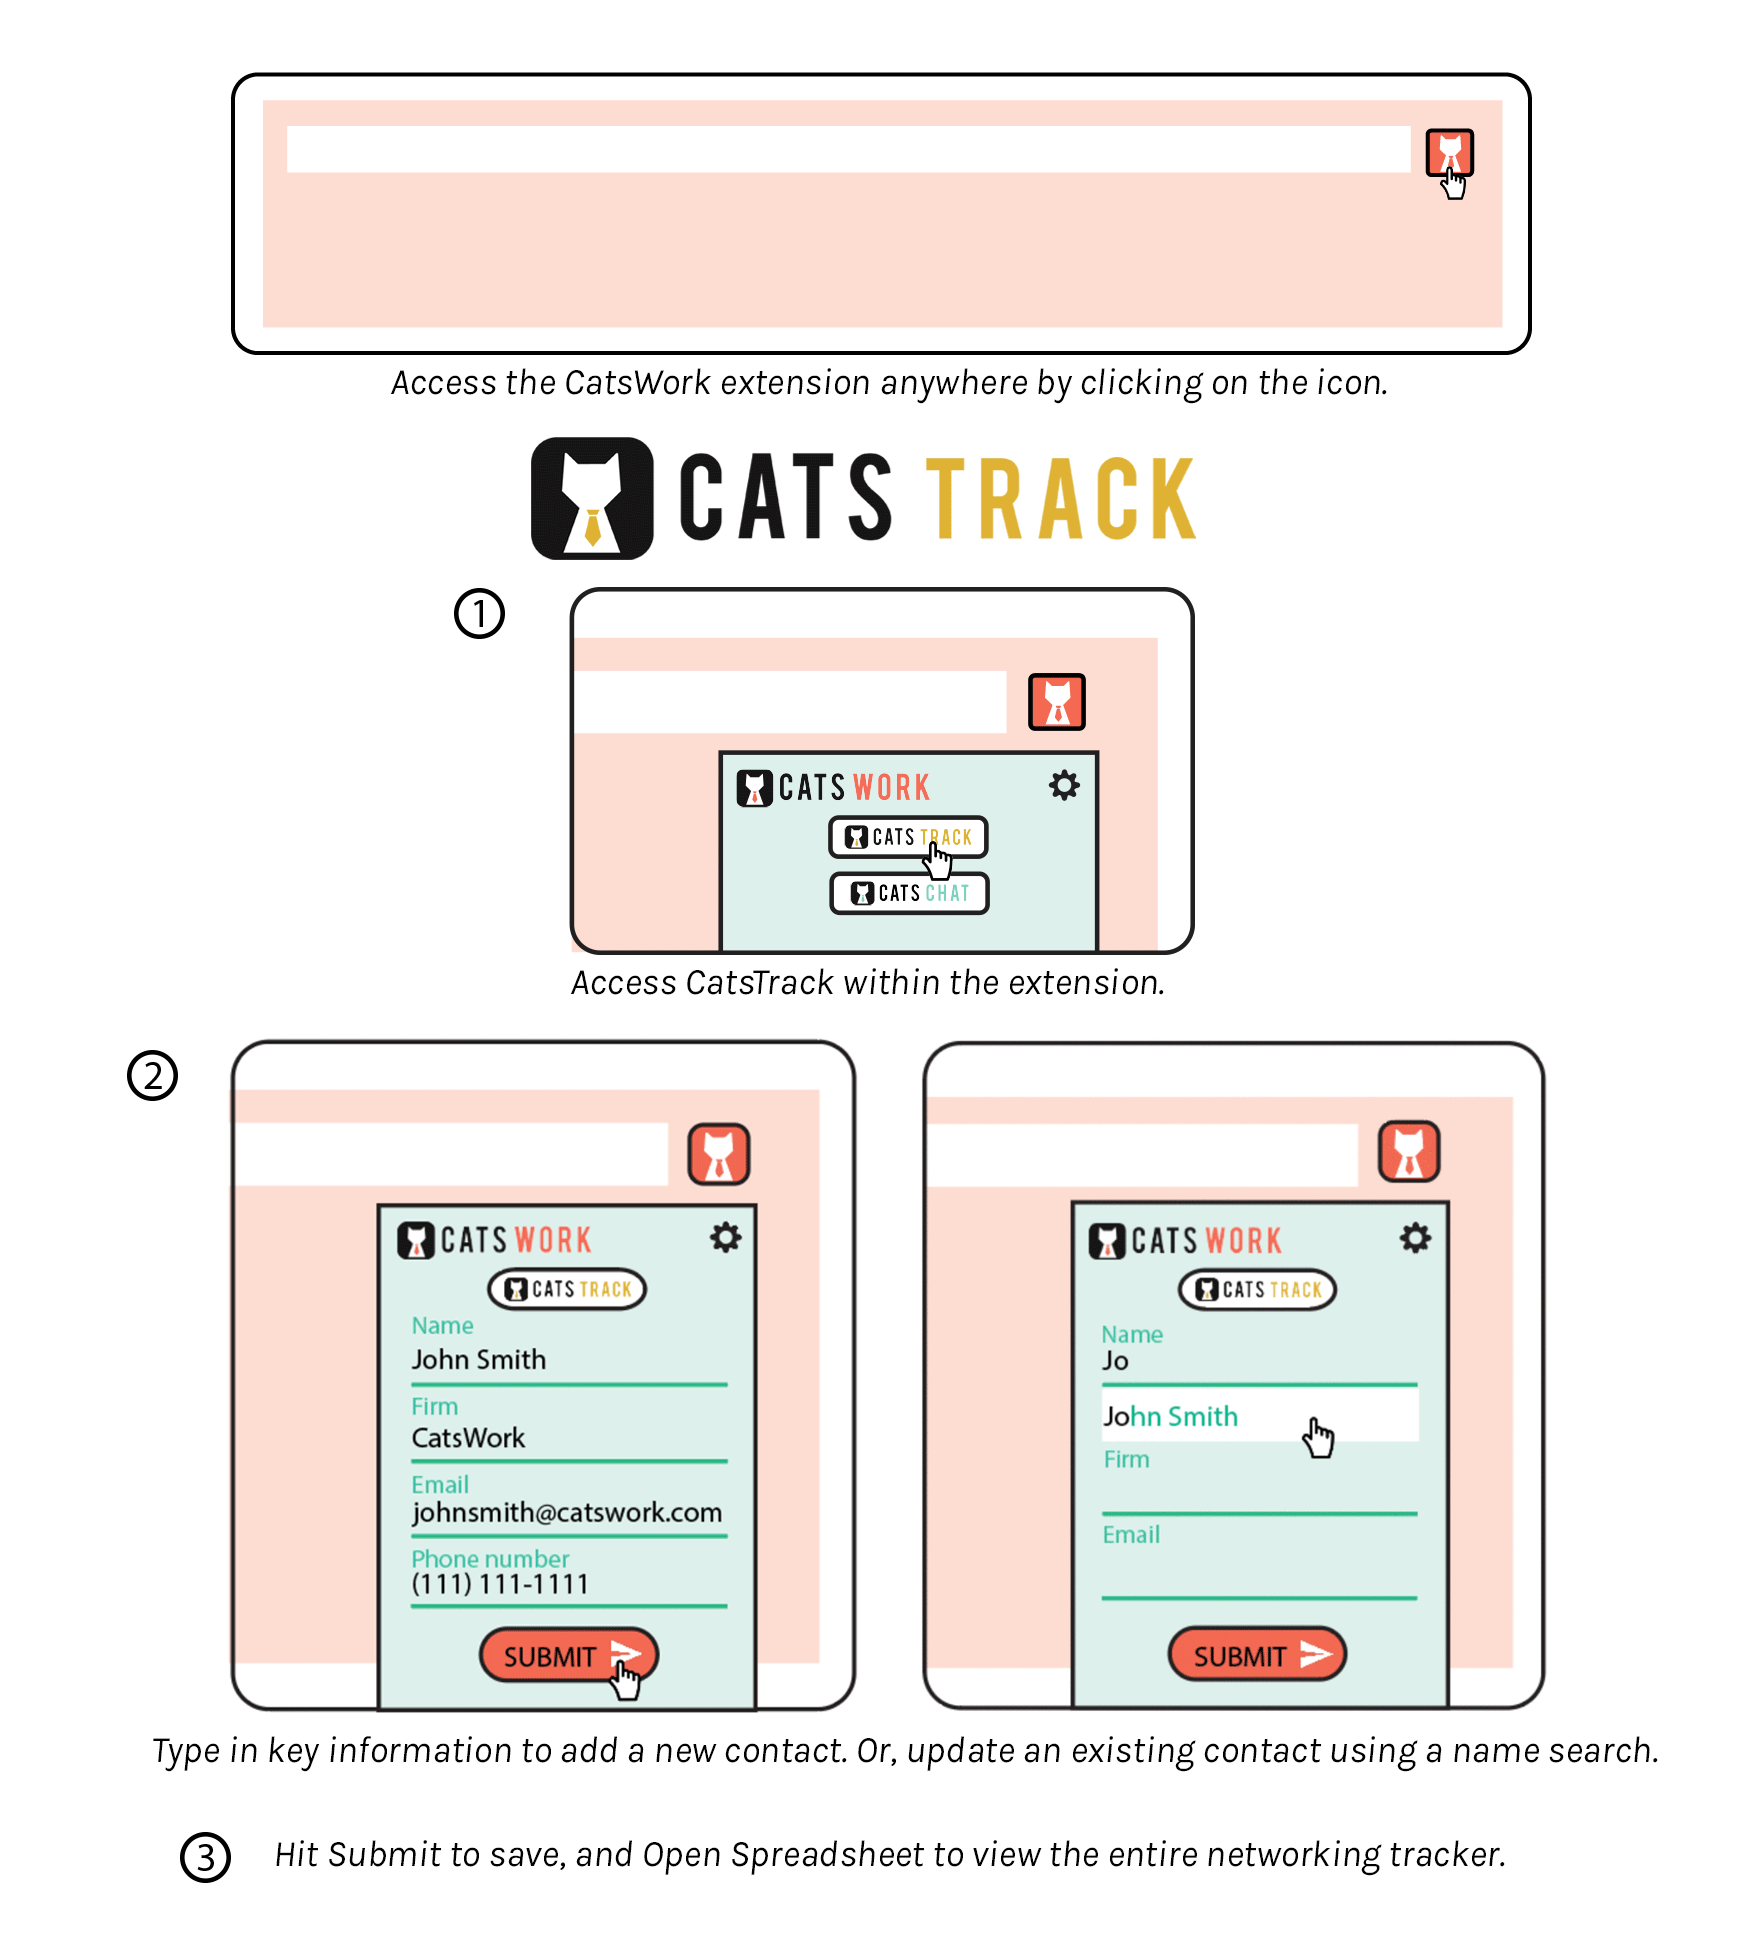 Access the CatsWork extension anywhere by clicking on the icon.
CATS TRACK
1
CATS WORK
CATS TRACK
CATS CHAT
Access CatsTrack within the extension.
2
CATS WORK
CATS TRACK
Name
John Smith
Firm
CatsWork
Email
johnsmith@catswork.com
Phone number
(111) 111-1111
SUBMIT
CATS WORK
CATS TRACK
Name
Jo
John Smith
Firm
Email
SUBMIT
Type in key information to add a new contact. Or, update an existing contact using a name search.
3 Hit Submit to save, and Open Spreadsheet to view the entire networking tracker.